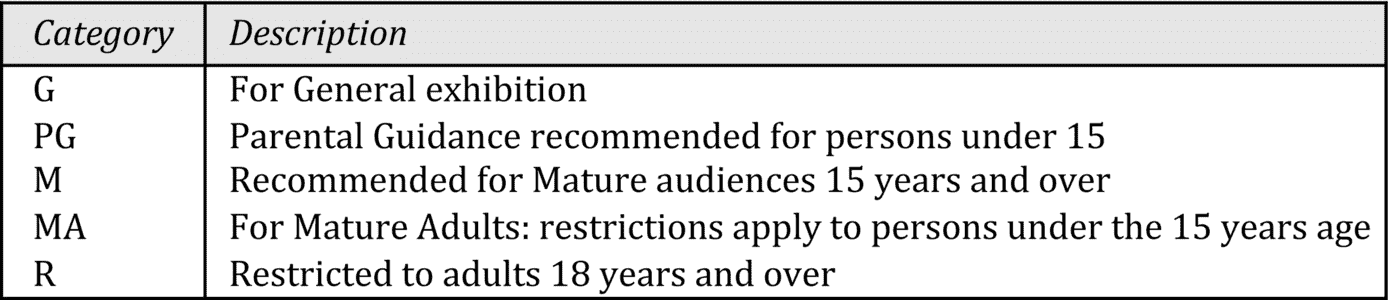 Category Description
G For General exhibition
PG Parental Guidance recommended for persons under 15
M Recommended for Mature audiences 15 years and over
MA For Mature Adults: restrictions apply to persons under the 15 years age
R Restricted to adults 18 years and over